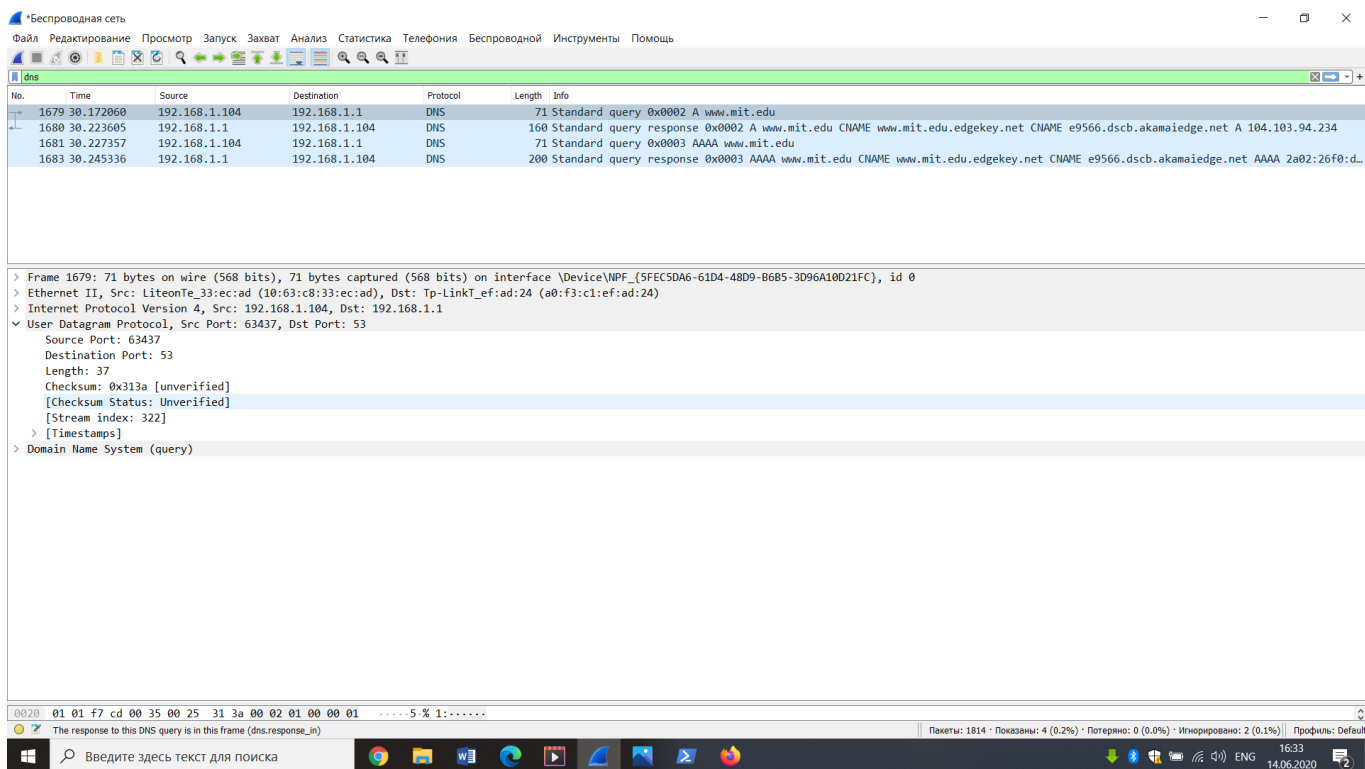 *Беспроводная сеть
Файл Редактирование Просмотр Запуск Захват Анализ Статистика Телефония Беспроводной Инструменты Помощь
dns
No. Time Source Destination Protocol Length Info
1679 30.172060 192.168.1.104 192.168.1.1 DNS 71 Standard query 0x0002 A www.mit.edu
1680 30.223605 192.168.1.1 192.168.1.104 DNS 160 Standard query response 0x0002 A www.mit.edu CNAME www.mit.edu.edgekey.net CNAME e9566.dscb.akamaiedge.net A 104.103.94.234
1681 30.227357 192.168.1.104 192.168.1.1 DNS 71 Standard query 0x0003 AAAA www.mit.edu
1683 30.245336 192.168.1.1 192.168.1.104 DNS 200 Standard query response 0x0003 AAAA www.mit.edu CNAME www.mit.edu.edgekey.net CNAME e9566.dscb.akamaiedge.net AAAA 2a02:26f0:d…
> Frame 1679: 71 bytes on wire (568 bits), 71 bytes captured (568 bits) on interface \Device\NPF_{5FEC5DA6-61D4-48D9-B6B5-3D96A10D21FC}, id 0
> Ethernet II, Src: LiteonTe_33:ec:ad (10:63:c8:33:ec:ad), Dst: Tp-LinkT_ef:ad:24 (a0:f3:c1:ef:ad:24)
> Internet Protocol Version 4, Src: 192.168.1.104, Dst: 192.168.1.1
User Datagram Protocol, Src Port: 63437, Dst Port: 53
Source Port: 63437
Destination Port: 53
Length: 37
Checksum: 0x313a [unverified]
[Checksum Status: Unverified]
[Stream index: 322]
> [Timestamps]
> Domain Name System (query)
0020 01 01 f7 cd 00 35 00 25 31 3a 00 02 01 00 00 01 ·····5·% 1:······
The response to this DNS query is in this frame (dns.response_in) Пакеты: 1814 · Показаны: 4 (0.2%) · Потеряно: 0 (0.0%) · Игнорировано: 2 (0.1%) Профиль: Default
Введите здесь текст для поиска ENG 16:33
14.06.2020 2